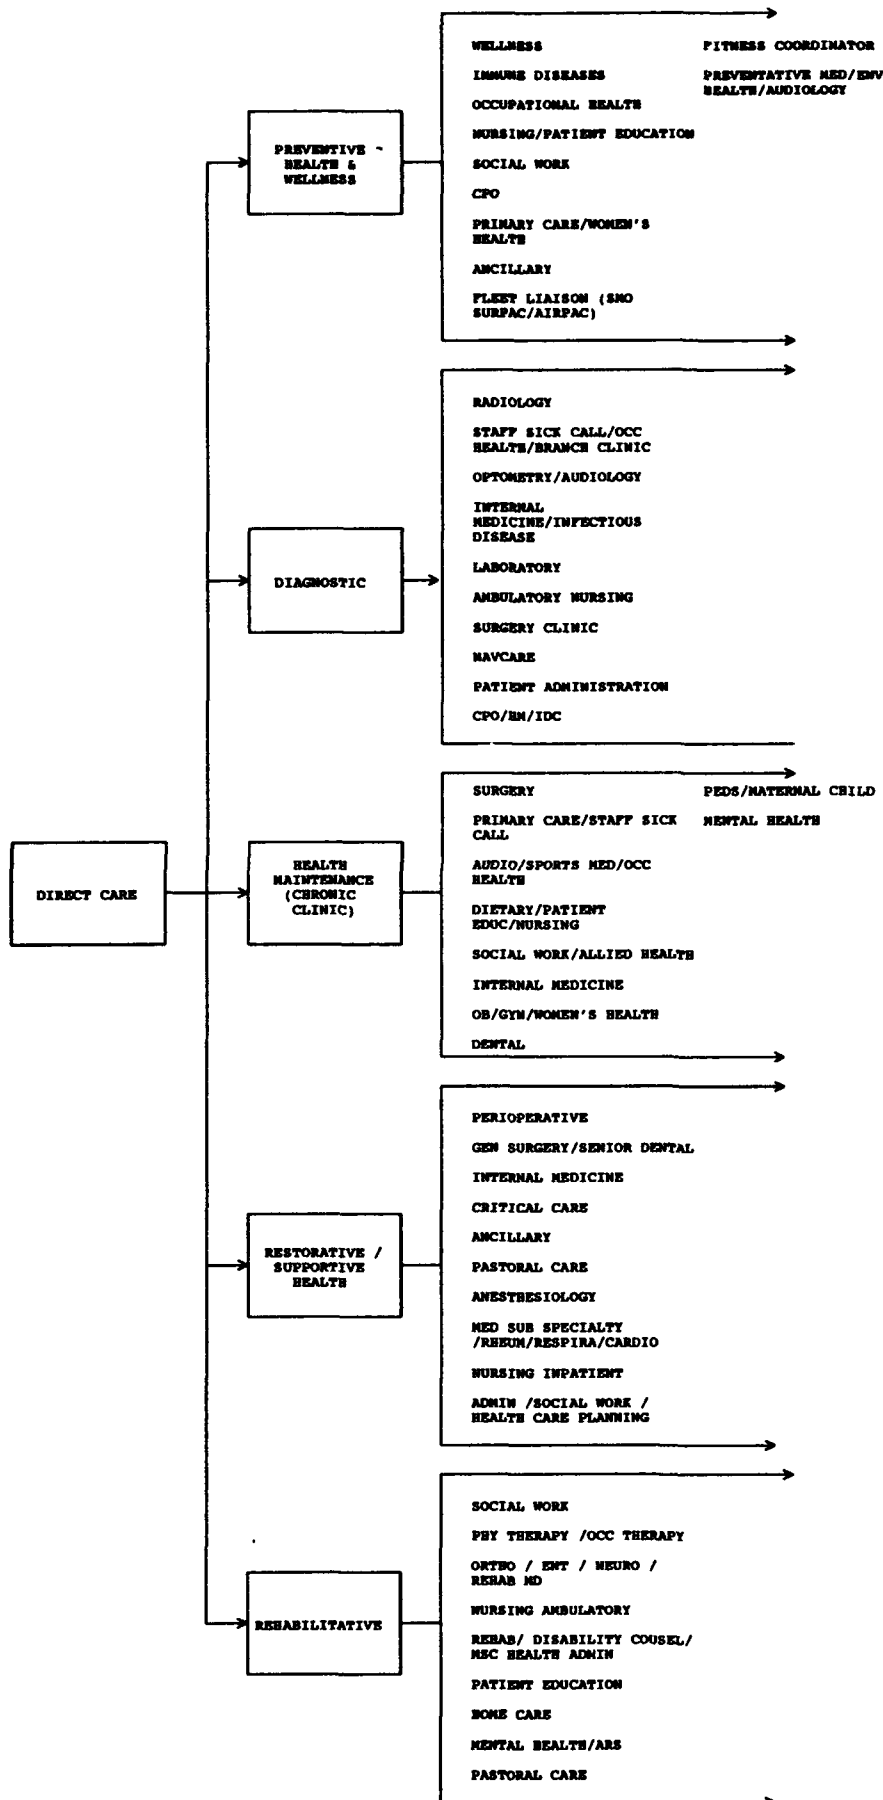 WELLNESS
IMMUNE DISEASES
OCCUPATIONAL HEALTH
NURSING/PATIENT EDUCATION
SOCIAL WORK
CPO
PRIMARY CARE/WOMEN'S
HEALTH
ANCILLARY
FLEET LIAISON (SMO
SURPAC/AIRPAC)
FITNESS COORDINATOR
PREVENTATIVE MED/ENV
HEALTH/AUDIOLOGY
PREVENTIVE
HEALTH &
WELLNESS
RADIOLOGY
STAFF SICK CALL/OCC
HEALTH/BRANCH CLINIC
OPTOMETRY/AUDIOLOGY
INTERNAL
MEDICINE/INFECTIOUS
DISEASE
LABORATORY
AMBULATORY NURSING
SURGERY CLINIC
NAVCARE
PATIENT ADMINISTRATION
CPO/HM/IDC
DIAGNOSTIC
SURGERY
PRIMARY CARE/STAFF SICK
CALL
AUDIO/SPORTS MED/OCC
HEALTH
DIETARY/PATIENT
EDUC/NURSING
SOCIAL WORK/ALLIED HEALTH
INTERNAL MEDICINE
OB/GYN/WOMEN'S HEALTH
DENTAL
PEDS/MATERNAL CHILD
MENTAL HEALTH
DIRECT CARE
HEALTH
MAINTENANCE
(CHRONIC
CLINIC)
PERIOPERATIVE
GEN SURGERY/SENIOR DENTAL
INTERNAL MEDICINE
CRITICAL CARE
ANCILLARY
PASTORAL CARE
ANESTHESIOLOGY
MED SUB SPECIALTY
/RHEUM/RESPIRA/CARDIO
NURSING INPATIENT
ADMIN /SOCIAL WORK /
HEALTH CARE PLANNING
RESTORATIVE /
SUPPORTIVE
HEALTH
SOCIAL WORK
PHY THERAPY /OCC THERAPY
ORTHO / ENT / NEURO /
REHAB MD
NURSING AMBULATORY
REHAB/ DISABILITY COUSEL/
MSC HEALTH ADMIN
PATIENT EDUCATION
HOME CARE
MENTAL HEALTH/ARS
PASTORAL CARE
REHABILITATIVE